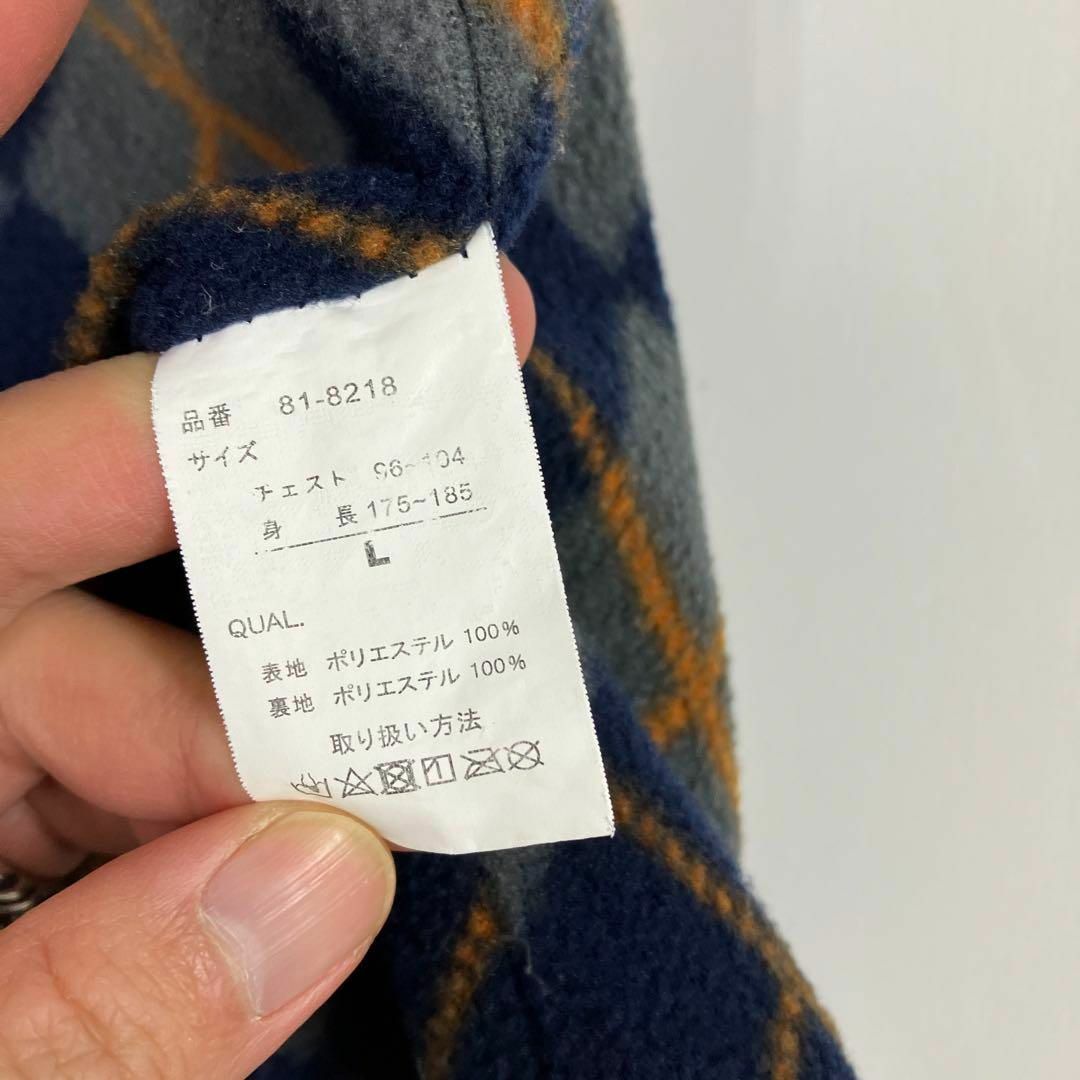 品番 81-8218
サイズ
チェスト 96~104
身 長 175~185
L
QUAL.
表地 ポリエステル 100%
裏地 ポリエステル 100%
取り扱い方法